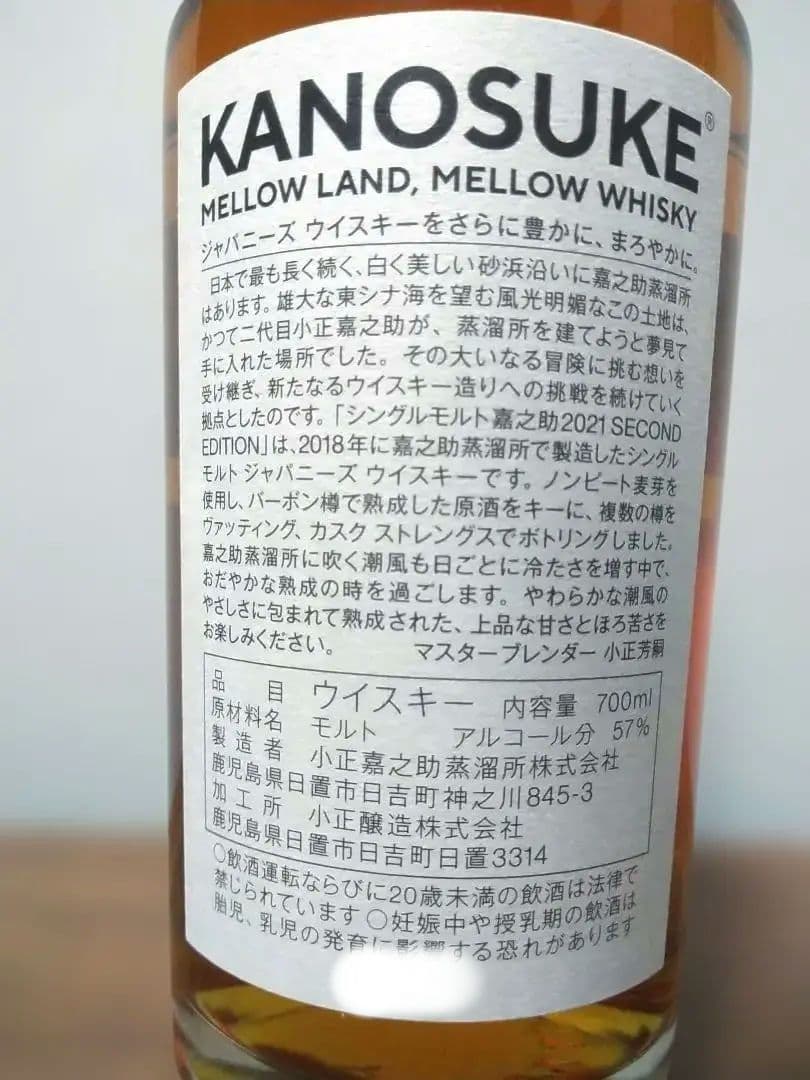 KANOSUKE®
MELLOW LAND, MELLOW WHISKY
ジャパニーズ ウイスキーをさらに豊かに、まろやかに。
日本で最も長く続く、白く美しい砂浜沿いに嘉之助蒸溜所
はあります。雄大な東シナ海を望む風光明媚なこの土地は、
かつて二代目小正嘉之助が、蒸溜所を建てようと夢見て
手に入れた場所でした。その大いなる冒険に挑む想いを
受け継ぎ、新たなるウイスキー造りへの挑戦を続けていく
拠点としたのです。「シングルモルト嘉之助2021 SECOND
EDITION」は、2018年に嘉之助蒸溜所で製造したシングル
モルト ジャパニーズ ウイスキーです。ノンピート麦芽を
使用し、バーボン樽で熟成した原酒をキーに、複数の樽を
ヴァッティング、カスク ストレングスでボトリングしました。
嘉之助蒸溜所に吹く潮風も日ごとに冷たさを増す中で、
おだやかな熟成の時を過ごします。やわらかな潮風の
やさしさに包まれて熟成された、上品な甘さとほろ苦さを
お楽しみください。 マスターブレンダー 小正芳嗣
品目 ウイスキー 内容量 700ml
原材料名 モルト アルコール分 57%
製造者 小正嘉之助蒸溜所株式会社
鹿児島県日置市日吉町神之川845-3
加工所 小正醸造株式会社
鹿児島県日置市日吉町日置3314
○飲酒運転ならびに20歳未満の飲酒は法律で
禁じられています ○妊娠中や授乳期の飲酒は
胎児、乳児の発育に影響する恐れがあります